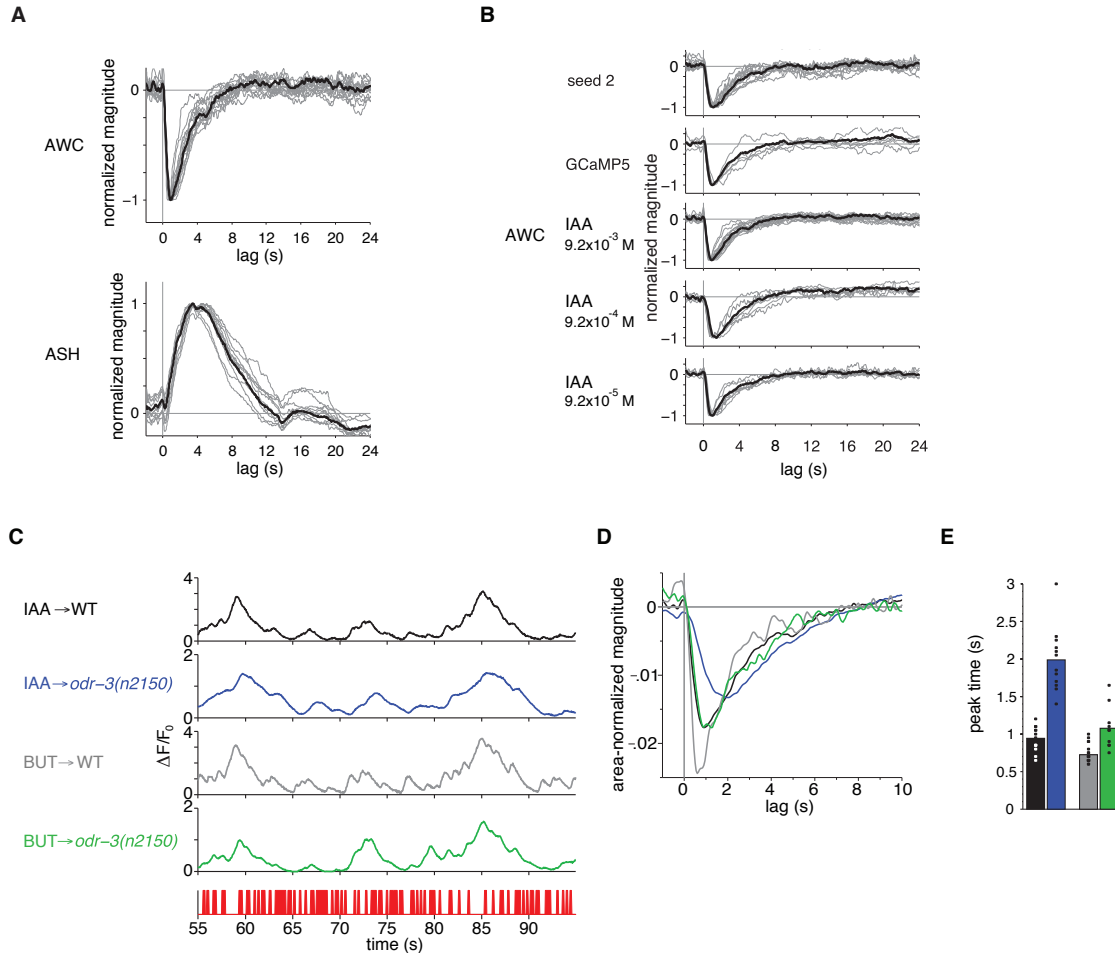 A
AWC
normalized magnitude
0
−1
0 4 8 12 16 20 24
lag (s)
ASH
normalized magnitude
1
0
0 4 8 12 16 20 24
lag (s)
B
AWC
normalized magnitude
seed 2
0
−1
GCaMP5
0
−1
IAA
9.2x10⁻³ M
0
−1
IAA
9.2x10⁻⁴ M
0
−1
IAA
9.2x10⁻⁵ M
0
−1
0 4 8 12 16 20 24
lag (s)
C
ΔF/F₀
IAA→WT
4
0
IAA→odr−3(n2150)
2
0
BUT→WT
4
0
BUT→odr−3(n2150)
2
0
55 60 65 70 75 80 85 90
time (s)
D
area-normalized magnitude
0
−.01
−.02
0 2 4 6 8 10
lag (s)
E
peak time (s)
3
2.5
2
1.5
1
0.5
0